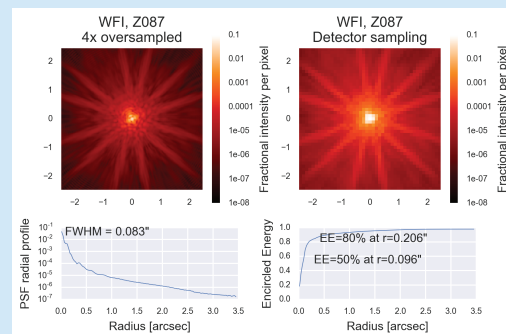 WFI, Z087
4x oversampled
2
1
0
−1
−2
−2 −1 0 1 2
0.1
0.01
0.001
0.0001
1e-05
1e-06
1e-07
1e-08
Fractional intensity per pixel
WFI, Z087
Detector sampling
2
1
0
−1
−2
−2 −1 0 1 2
0.1
0.01
0.001
0.0001
1e-05
1e-06
1e-07
1e-08
Fractional intensity per pixel
PSF radial profile
10⁻¹
10⁻²
10⁻³
10⁻⁴
10⁻⁵
10⁻⁶
10⁻⁷
FWHM = 0.083"
0.0 0.5 1.0 1.5 2.0 2.5 3.0 3.5
Radius [arcsec]
Encircled Energy
1.0
0.8
0.6
0.4
0.2
0.0
EE=80% at r=0.206"
EE=50% at r=0.096"
0.0 0.5 1.0 1.5 2.0 2.5 3.0 3.5
Radius [arcsec]